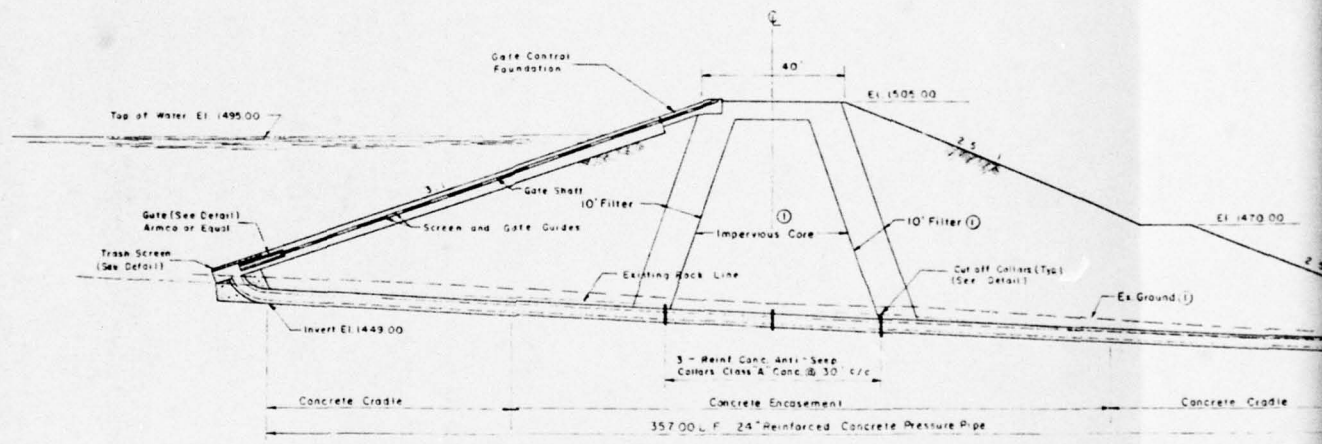 ℄
Gate Control
Foundation
40'
El. 1505.00
Top of Water El. 1495.00
2.5 1
3 1
Gate Shaft
10' Filter
①
10' Filter ①
Impervious Core
El. 1470.00
Gate (See Detail)
Armco or Equal
Screen and Gate Guides
Trash Screen
(See Detail)
Existing Rock Line
Cut off Collars (Typ)
(See Detail)
2.5
Ex. Ground ①
Invert El. 1449.00
3 - Reinf. Conc. Anti-Seep
Collars Class "A" Conc. @ 30' c/c
Concrete Cradle
Concrete Encasement
Concrete Cradle
357.00 L.F. 24" Reinforced Concrete Pressure Pipe